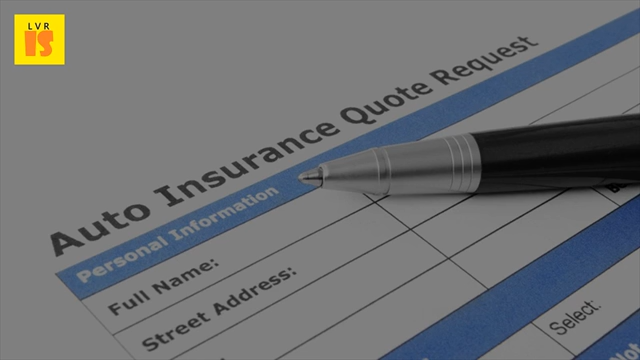 LVR
IS
Auto Insurance Quote Request
Personal Information
Full Name:
Street Address:
Select: